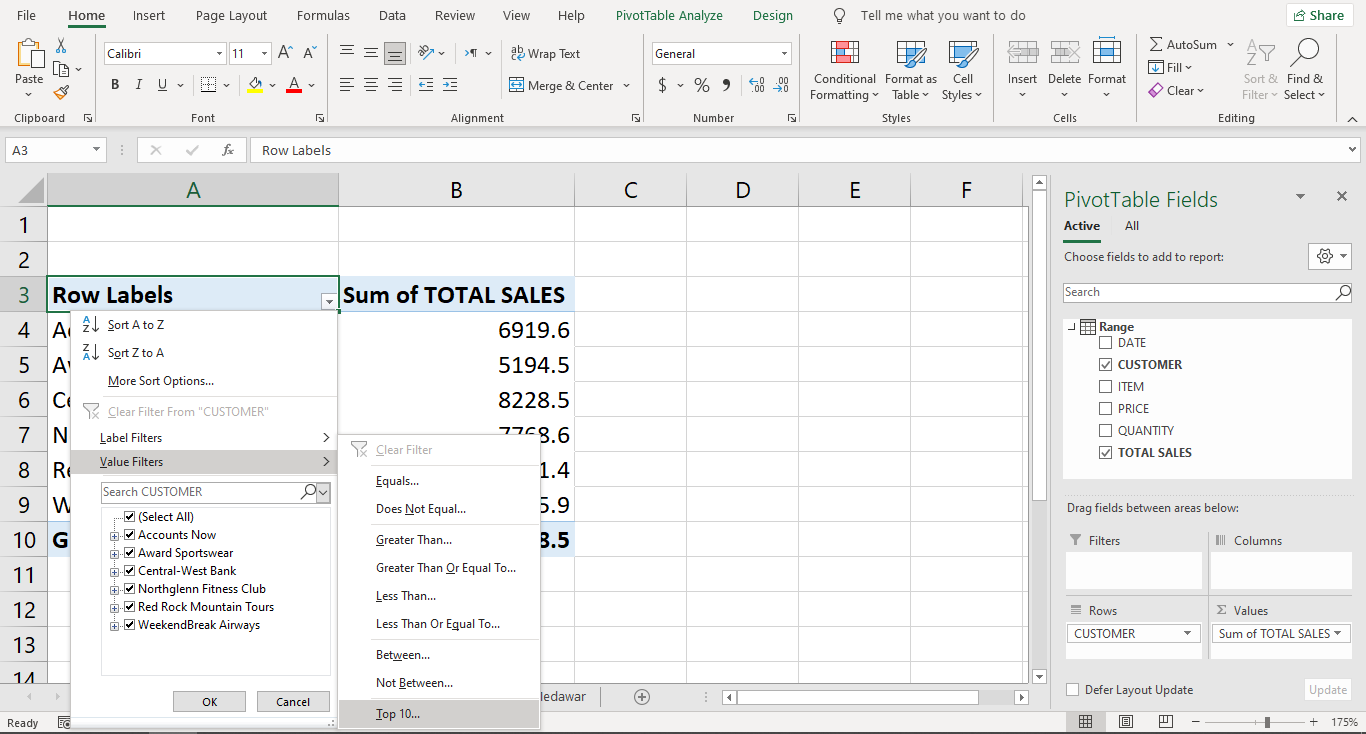 File Home Insert Page Layout Formulas Data Review View Help PivotTable Analyze Design Tell me what you want to do Share
Calibri 11 A A Wrap Text General AutoSum
Paste Conditional Format as Cell Insert Delete Format Fill Sort & Find &
B I U A Merge & Center $ % 9 Formatting Table Styles Clear Filter Select
Clipboard Font Alignment Number Styles Cells Editing
A3 fx Row Labels
A B C D E F
1
2
3 Row Labels Sum of TOTAL SALES
4 6919.6
5 5194.5
6 8228.5
7 7768.6
8 1.4
9 5.9
10 8.5
11
12
13
14
Sort A to Z
Sort Z to A
More Sort Options...
Clear Filter From "CUSTOMER"
Label Filters
Value Filters
Search CUSTOMER
(Select All)
Accounts Now
Award Sportswear
Central-West Bank
Northglenn Fitness Club
Red Rock Mountain Tours
WeekendBreak Airways
OK Cancel
Clear Filter
Equals...
Does Not Equal...
Greater Than...
Greater Than Or Equal To...
Less Than...
Less Than Or Equal To...
Between...
Not Between...
Top 10...
edawar
PivotTable Fields
Active All
Choose fields to add to report:
Search
Range
DATE
CUSTOMER
ITEM
PRICE
QUANTITY
TOTAL SALES
Drag fields between areas below:
Filters Columns
Rows Σ Values
CUSTOMER Sum of TOTAL SALES
Defer Layout Update Update
Ready 175%